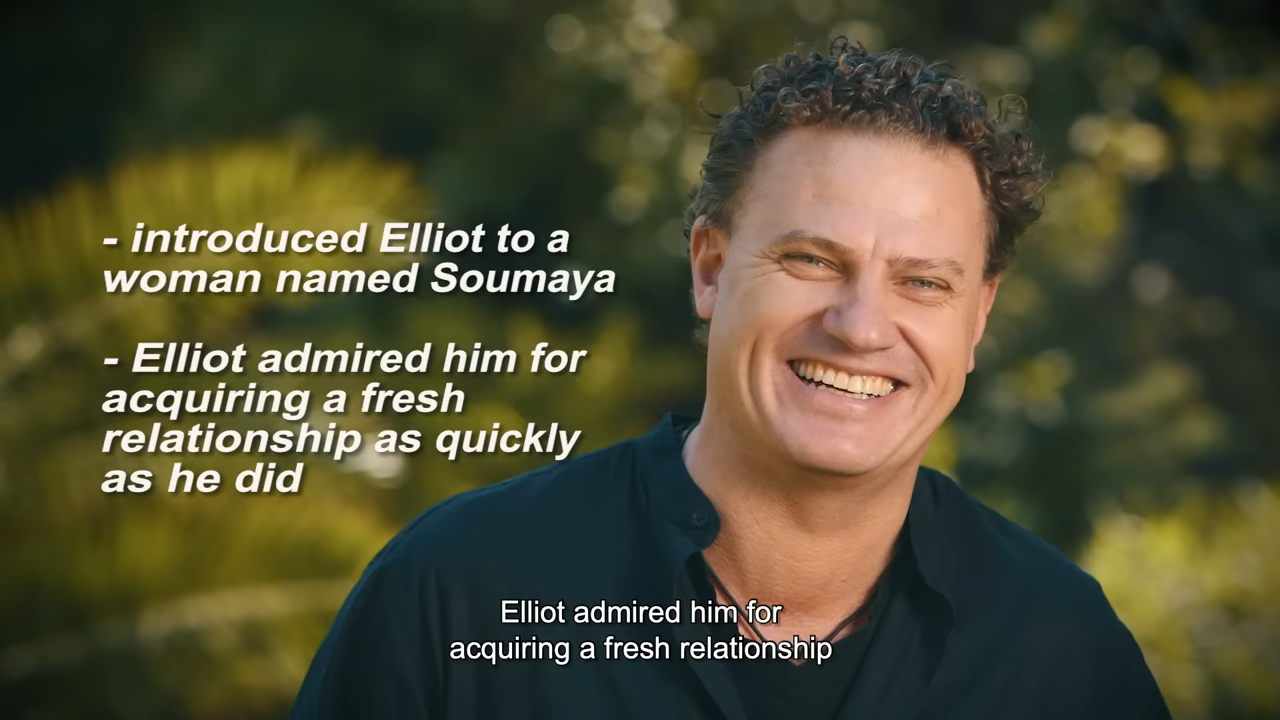 - introduced Elliot to a
woman named Soumaya
- Elliot admired him for
acquiring a fresh
relationship as quickly
as he did
Elliot admired him for
acquiring a fresh relationship